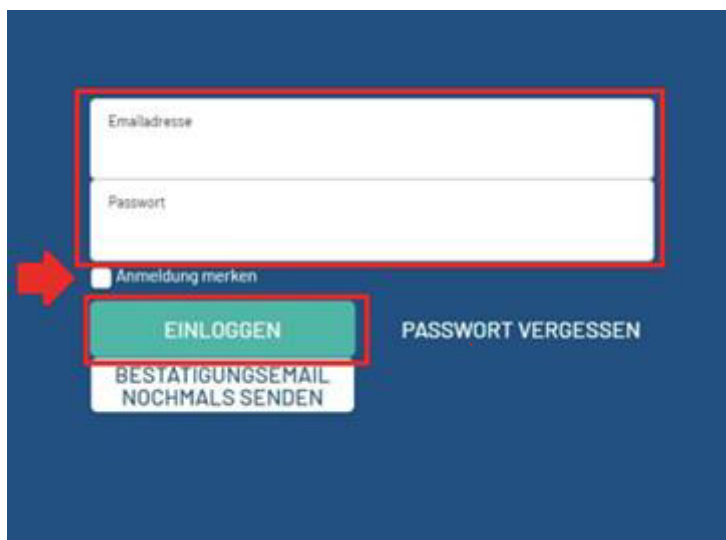 Emailadresse
Passwort
Anmeldung merken
EINLOGGEN
PASSWORT VERGESSEN
BESTÄTIGUNGSEMAIL
NOCHMALS SENDEN